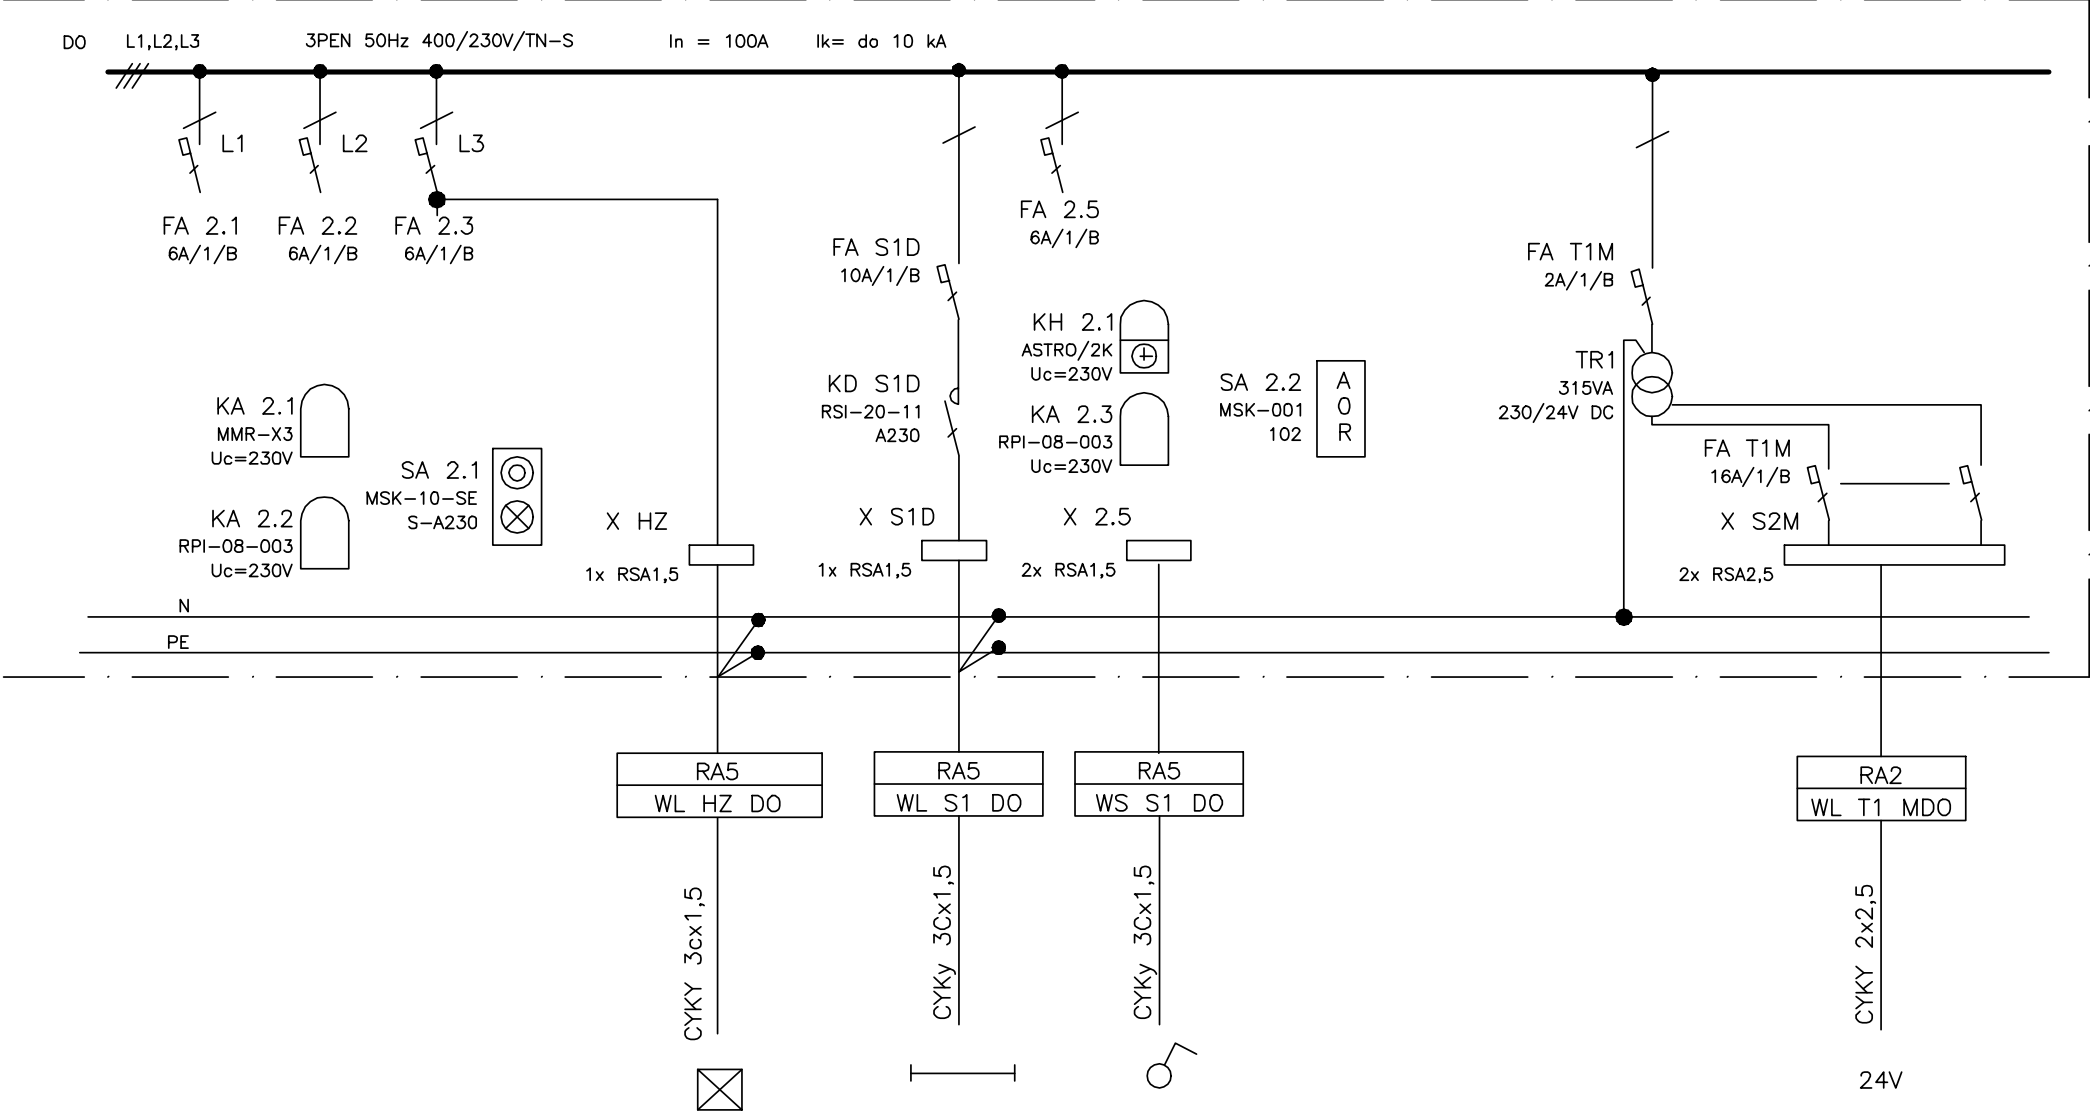 DO L1,L2,L3 3PEN 50Hz 400/230V/TN-S In = 100A Ik= do 10 kA
L1
L2
L3
FA 2.1
6A/1/B
FA 2.2
6A/1/B
FA 2.3
6A/1/B
FA S1D
10A/1/B
FA 2.5
6A/1/B
FA T1M
2A/1/B
KH 2.1
ASTRO/2K
Uc=230V
TR1
315VA
230/24V DC
KD S1D
RSI-20-11
A230
KA 2.3
RPI-08-003
Uc=230V
SA 2.2
MSK-001
102
A
O
R
KA 2.1
MMR-X3
Uc=230V
SA 2.1
MSK-10-SE
S-A230
KA 2.2
RPI-08-003
Uc=230V
FA T1M
16A/1/B
X HZ
1x RSA1,5
X S1D
1x RSA1,5
X 2.5
2x RSA1,5
X S2M
2x RSA2,5
N
PE
RA5
WL HZ DO
RA5
WL S1 DO
RA5
WS S1 DO
RA2
WL T1 MDO
CYKY 3cx1,5
CYKy 3Cx1,5
CYKy 3Cx1,5
CYKY 2x2,5
24V